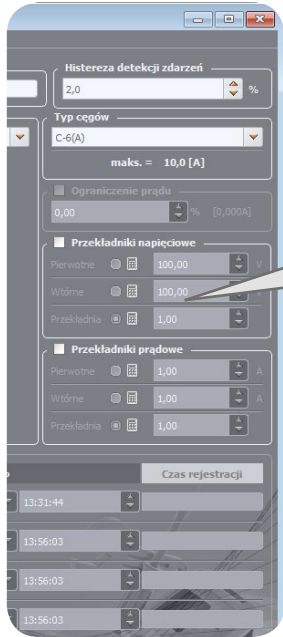 Histereza detekcji zdarzeń
2,0 %
Typ cęgów
C-6(A)
maks. = 10,0 [A]
Ograniczenie prądu
0,00 % [0,000A]
Przekładniki napięciowe
Pierwotne 100,00 V
Wtórne 100,00
Przekładnia 1,00
Przekładniki prądowe
Pierwotne 1,00 A
Wtórne 1,00 A
Przekładnia 1,00
Czas rejestracji
13:31:44
13:56:03
13:56:03
13:56:03